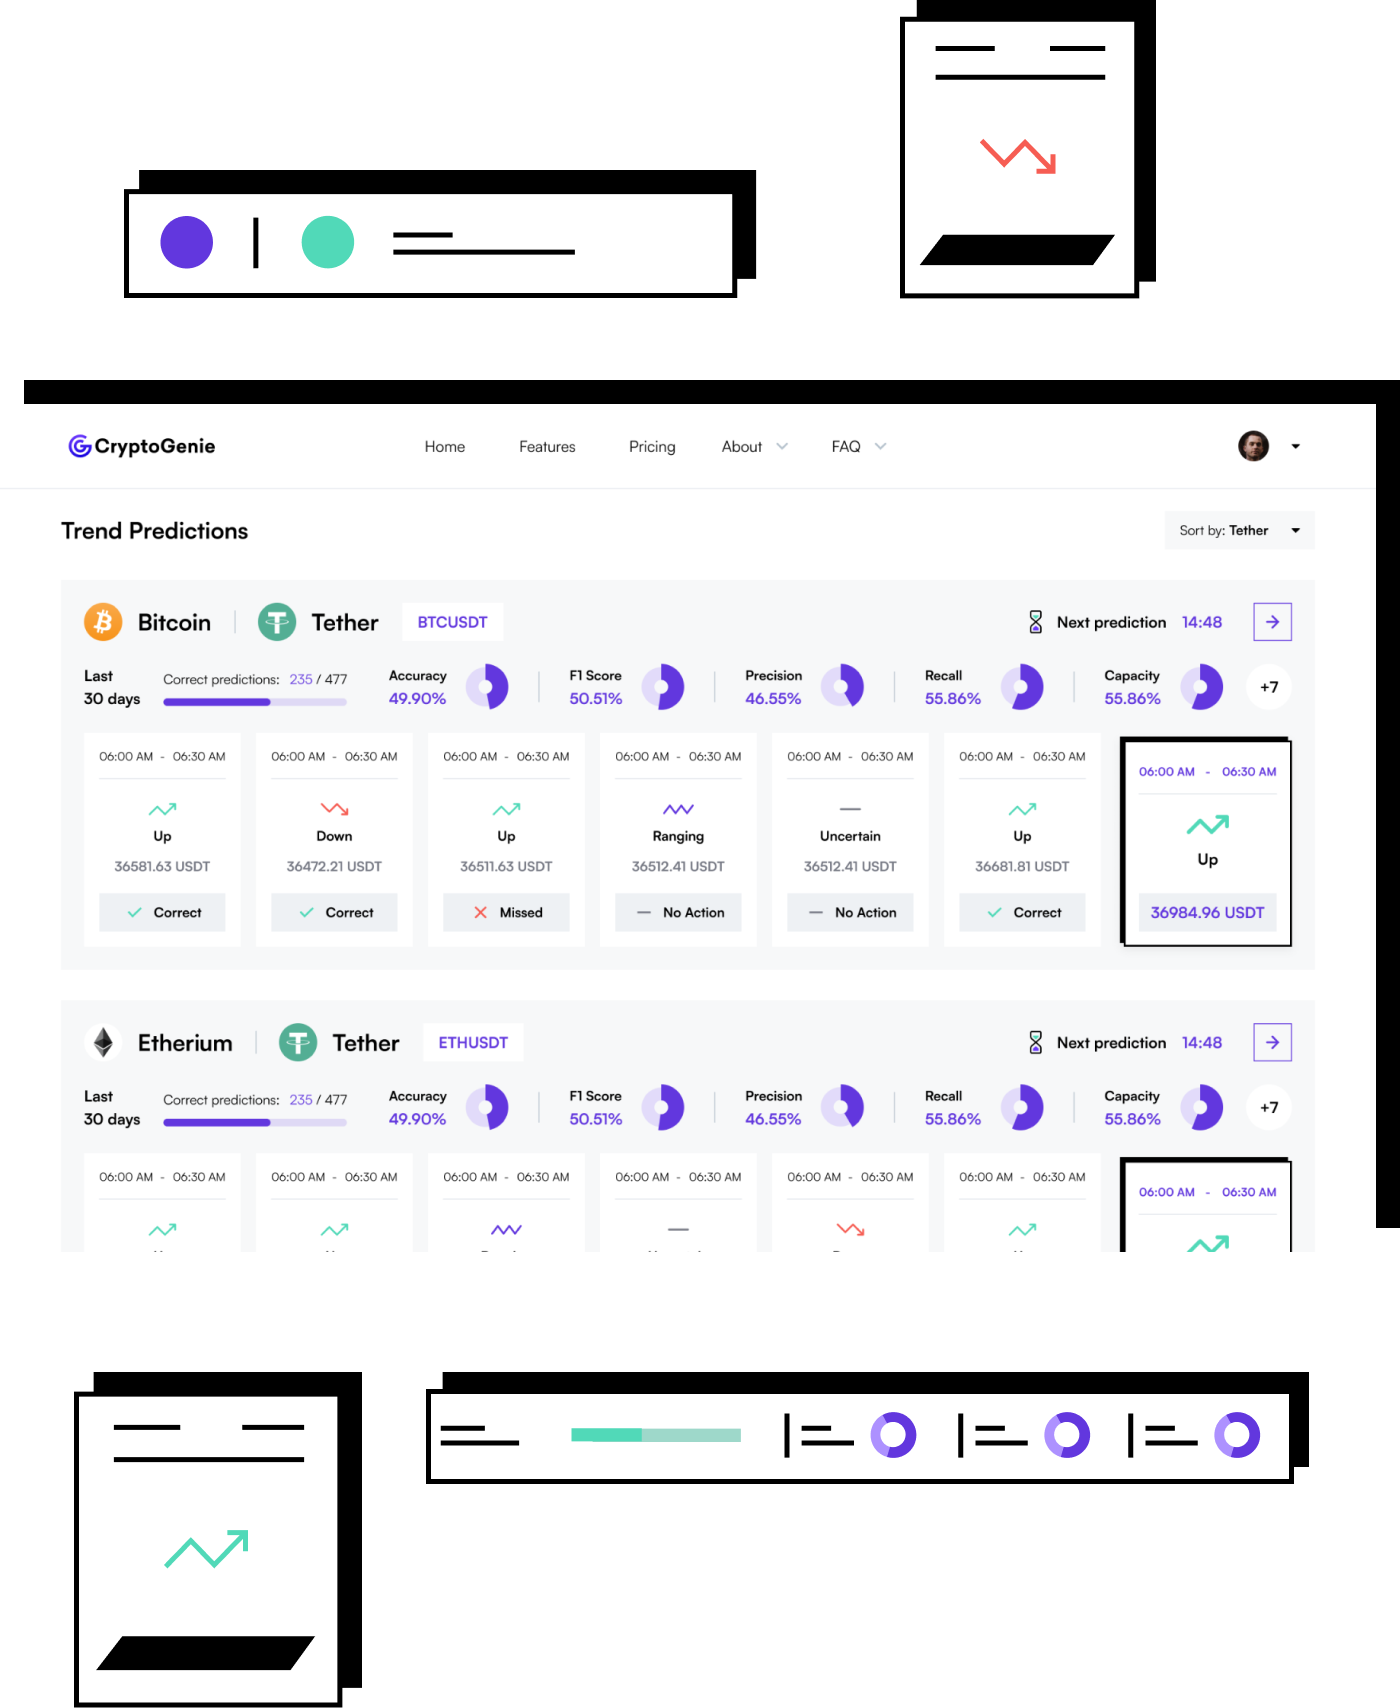 CryptoGenie Home Features Pricing About FAQ
Trend Predictions Sort by: Tether
Bitcoin Tether BTCUSDT Next prediction 14:48
Last
30 days
Correct predictions: 235 / 477
Accuracy
49.90%
F1 Score
50.51%
Precision
46.55%
Recall
55.86%
Capacity
55.86%
+7
06:00 AM - 06:30 AM
Up
36581.63 USDT
Correct
06:00 AM - 06:30 AM
Down
36472.21 USDT
Correct
06:00 AM - 06:30 AM
Up
36511.63 USDT
Missed
06:00 AM - 06:30 AM
Ranging
36512.41 USDT
No Action
06:00 AM - 06:30 AM
Uncertain
36512.41 USDT
No Action
06:00 AM - 06:30 AM
Up
36681.81 USDT
Correct
06:00 AM - 06:30 AM
Up
36984.96 USDT
Etherium Tether ETHUSDT Next prediction 14:48
Last
30 days
Correct predictions: 235 / 477
Accuracy
49.90%
F1 Score
50.51%
Precision
46.55%
Recall
55.86%
Capacity
55.86%
+7
06:00 AM - 06:30 AM
06:00 AM - 06:30 AM
06:00 AM - 06:30 AM
06:00 AM - 06:30 AM
06:00 AM - 06:30 AM
06:00 AM - 06:30 AM
06:00 AM - 06:30 AM